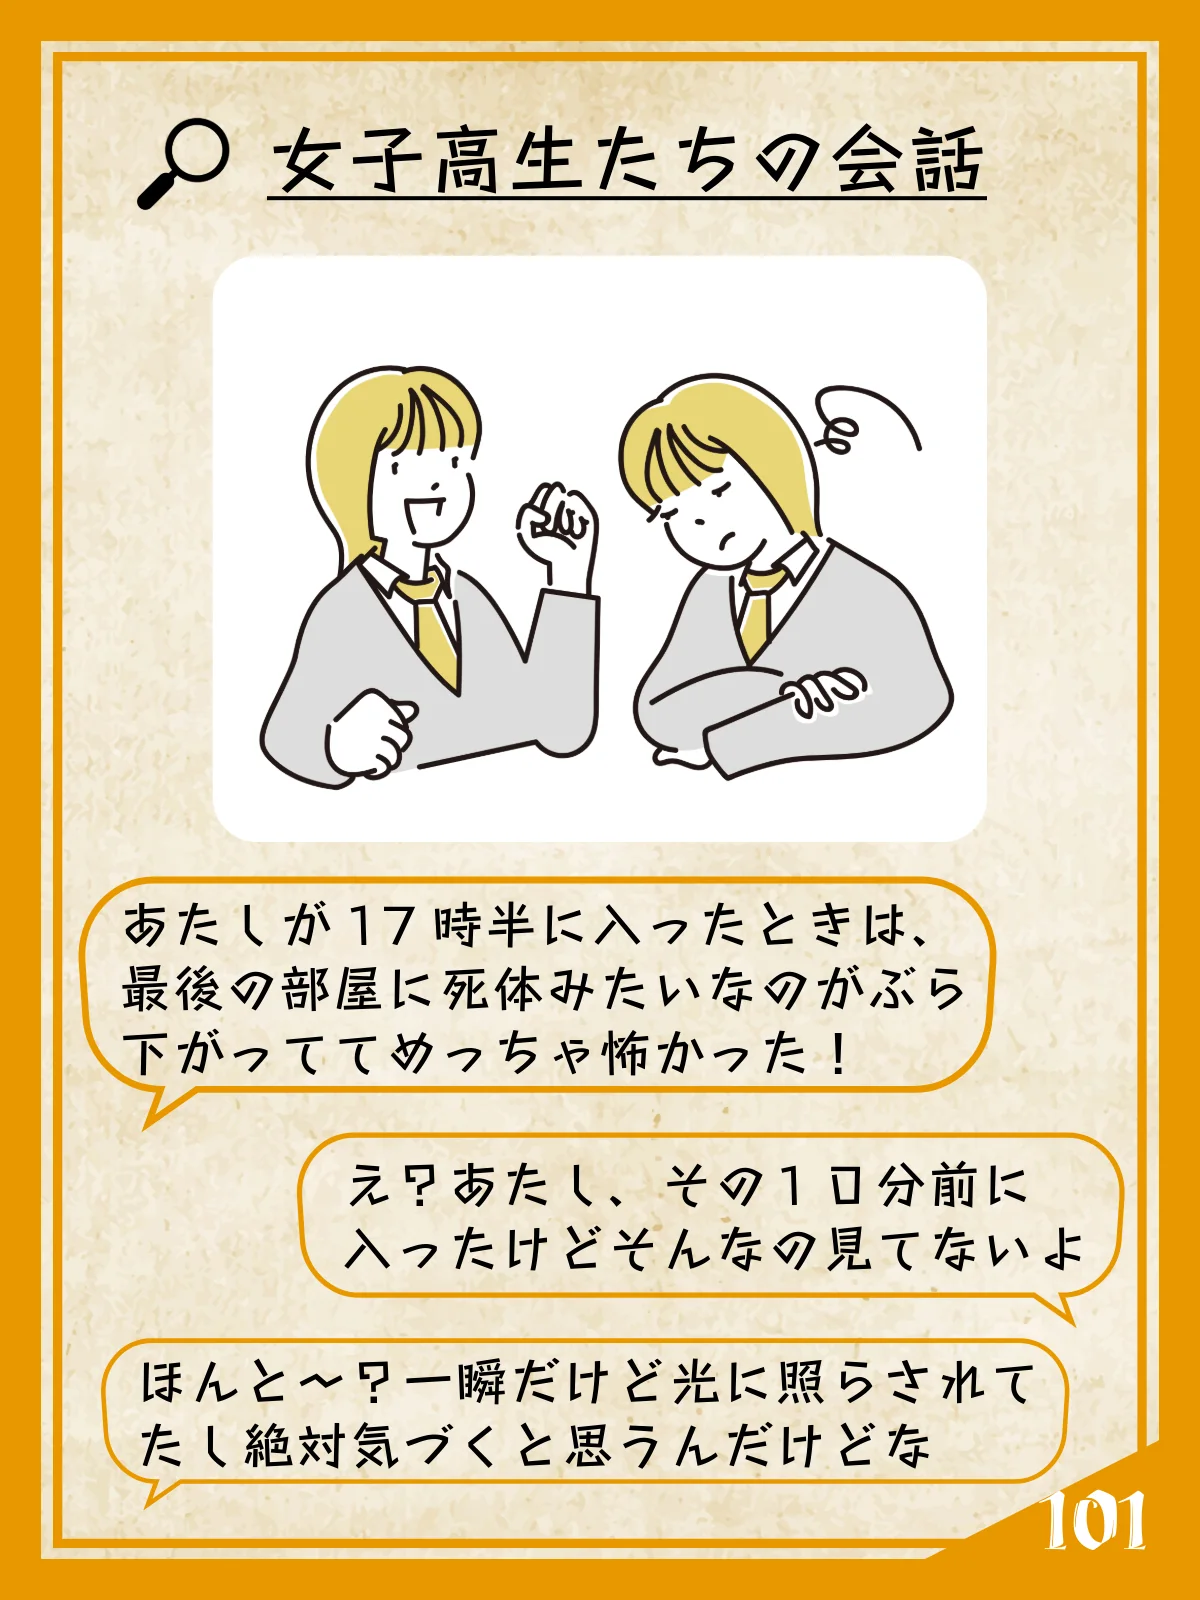 女子高生たちの会話
あたしが17時半に入ったときは、
最後の部屋に死体みたいなのがぶら
下がっててめっちゃ怖かった！
え？あたし、その１０分前に
入ったけどそんなの見てないよ
ほんと〜？一瞬だけど光に照らされて
たし絶対気づくと思うんだけどな
101